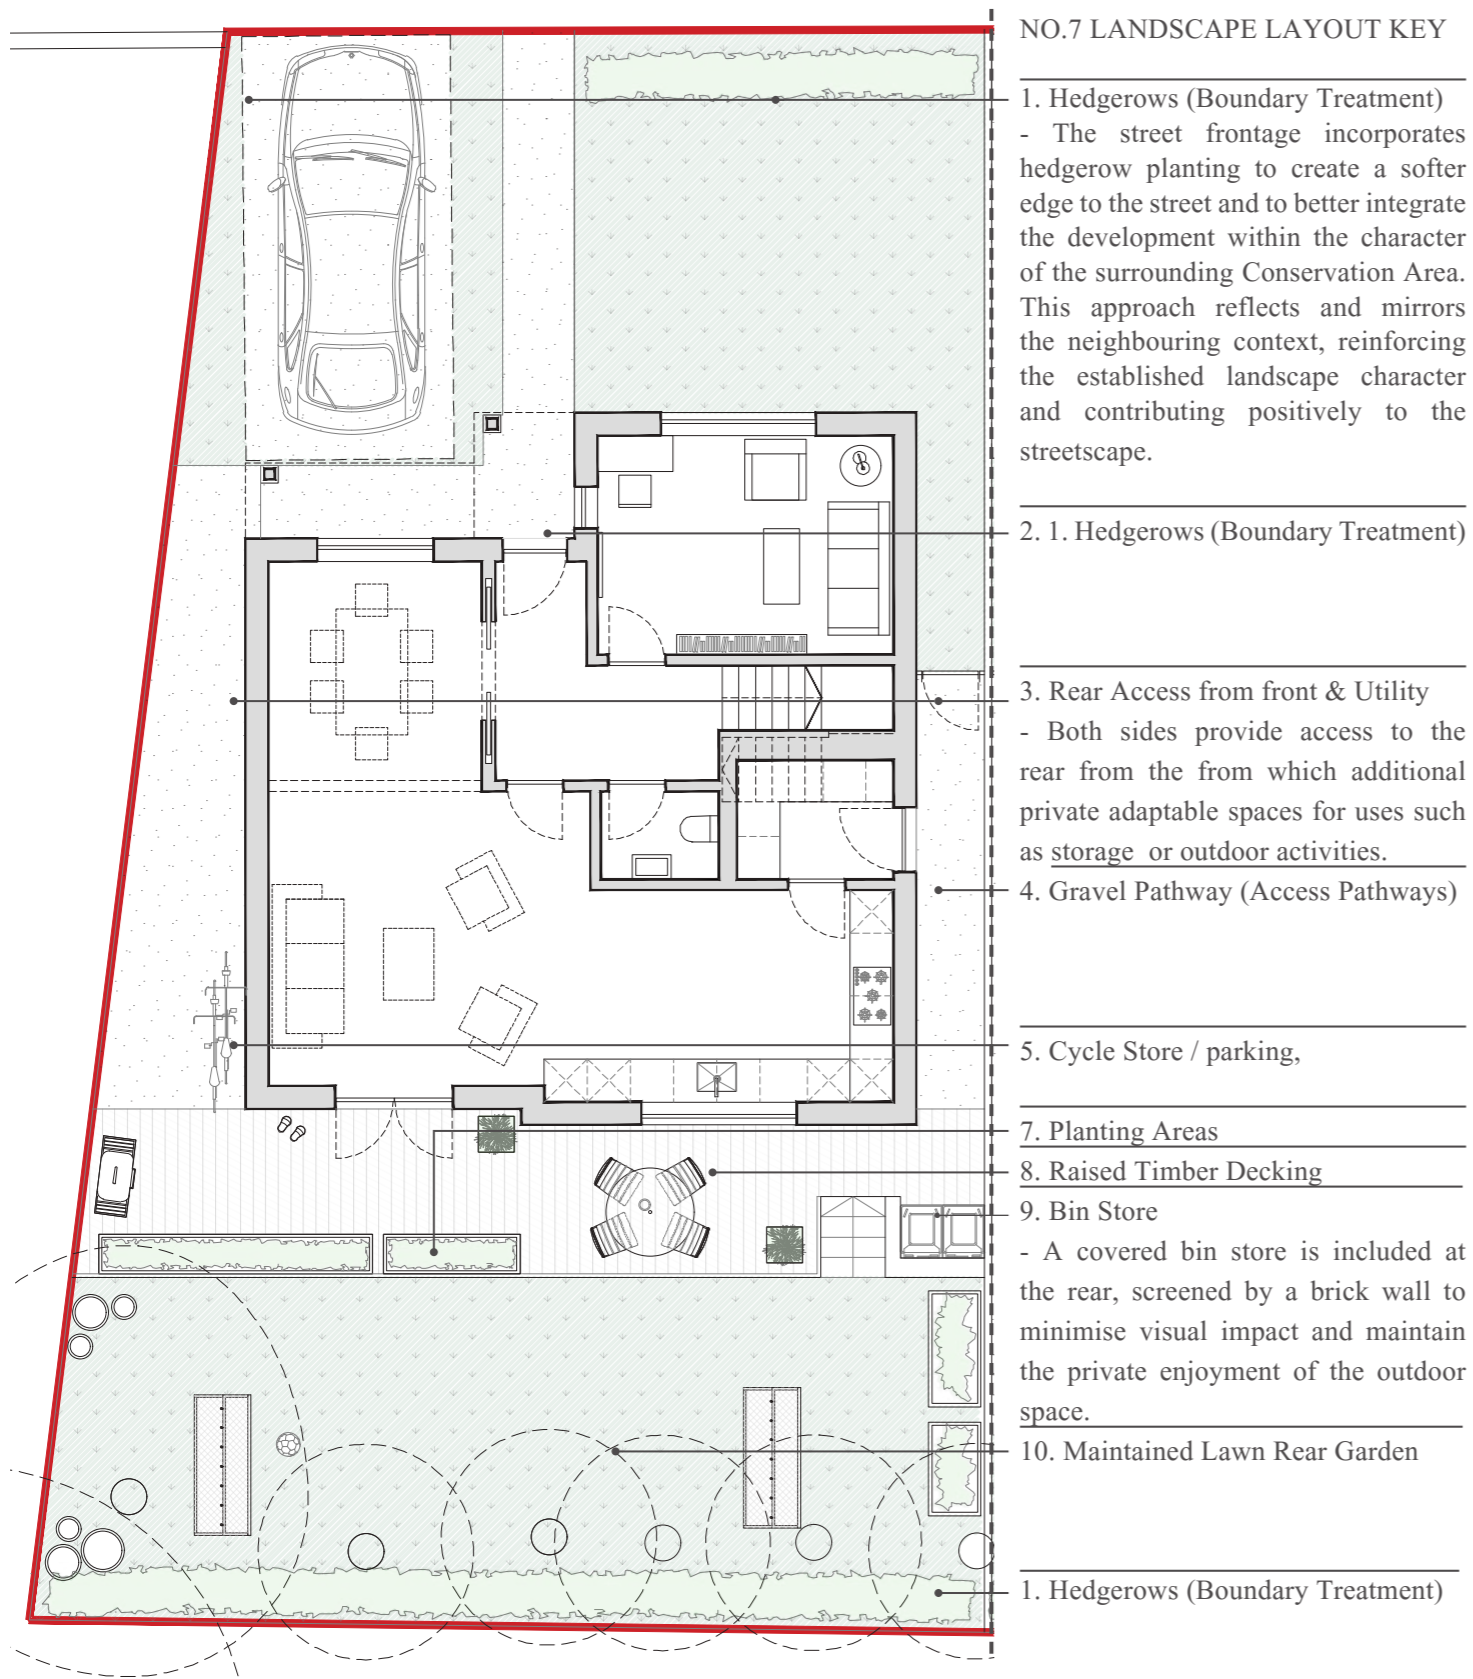 NO.7 LANDSCAPE LAYOUT KEY
1. Hedgerows (Boundary Treatment)
- The street frontage incorporates
hedgerow planting to create a softer
edge to the street and to better integrate
the development within the character
of the surrounding Conservation Area.
This approach reflects and mirrors
the neighbouring context, reinforcing
the established landscape character
and contributing positively to the
streetscape.
2. 1. Hedgerows (Boundary Treatment)
3. Rear Access from front & Utility
- Both sides provide access to the
rear from the from which additional
private adaptable spaces for uses such
as storage or outdoor activities.
4. Gravel Pathway (Access Pathways)
5. Cycle Store / parking,
7. Planting Areas
8. Raised Timber Decking
9. Bin Store
- A covered bin store is included at
the rear, screened by a brick wall to
minimise visual impact and maintain
the private enjoyment of the outdoor
space.
10. Maintained Lawn Rear Garden
1. Hedgerows (Boundary Treatment)